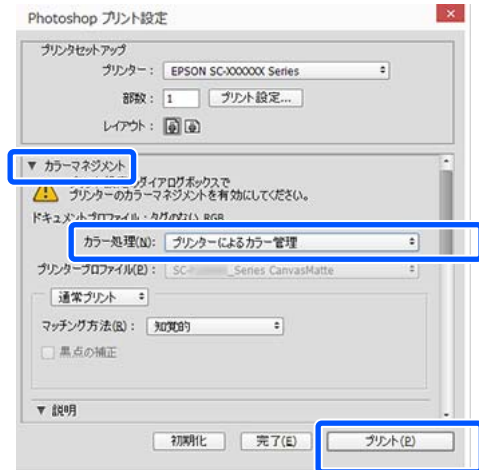 Photoshop プリント設定
プリンタセットアップ
プリンター： EPSON SC-XXXXXX Series
部数： 1 プリント設定...
レイアウト：
▼ カラーマネジメント
ダイアログボックスで
プリンターのカラーマネジメントを有効にしてください。
ドキュメントプロファイル：タグのない RGB
カラー処理(N)： プリンターによるカラー管理
プリンタープロファイル(P)： SC- _Series CanvasMatte
通常プリント
マッチング方法(R)： 知覚的
黒点の補正
▼ 説明
初期化 完了(E) プリント(P)